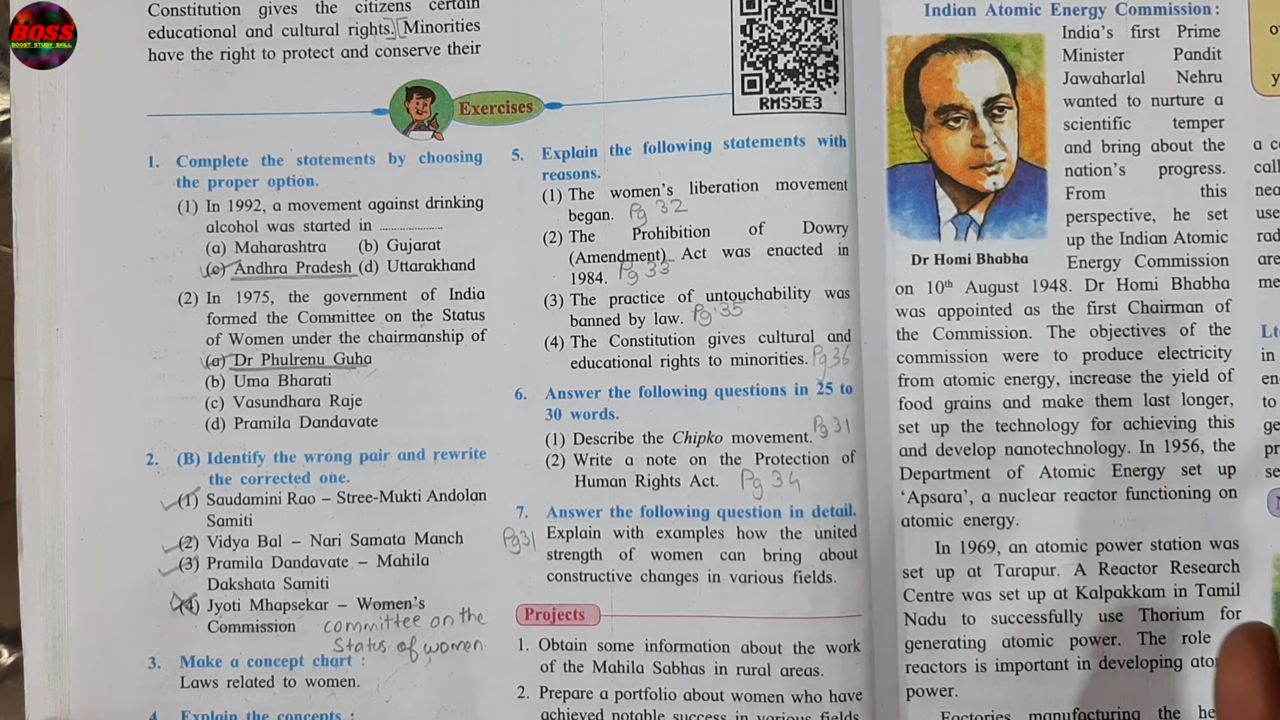 BOSS
BOOST STUDY SKILL
Constitution gives the citizens certain
educational and cultural rights. Minorities
have the right to protect and conserve their
RMS5E3
Exercises
1. Complete the statements by choosing
the proper option.
(1) In 1992, a movement against drinking
alcohol was started in .....................
(a) Maharashtra (b) Gujarat
(c) Andhra Pradesh (d) Uttarakhand
(2) In 1975, the government of India
formed the Committee on the Status
of Women under the chairmanship of
(a) Dr Phulrenu Guha
(b) Uma Bharati
(c) Vasundhara Raje
(d) Pramila Dandavate
2. (B) Identify the wrong pair and rewrite
the corrected one.
(1) Saudamini Rao – Stree-Mukti Andolan
Samiti
(2) Vidya Bal – Nari Samata Manch
(3) Pramila Dandavate – Mahila
Dakshata Samiti
(4) Jyoti Mhapsekar – Women's
Commission committee on the
Status of women.
3. Make a concept chart :
Laws related to women.
4. Explain the concepts :
5. Explain the following statements with
reasons.
(1) The women's liberation movement
began. Pg 32
(2) The Prohibition of Dowry
(Amendment) Act was enacted in
1984. Pg 33
(3) The practice of untouchability was
banned by law. Pg 35
(4) The Constitution gives cultural and
educational rights to minorities. Pg 36
6. Answer the following questions in 25 to
30 words.
(1) Describe the Chipko movement. Pg 31
(2) Write a note on the Protection of
Human Rights Act. Pg 34
7. Answer the following question in detail.
Pg31 Explain with examples how the united
strength of women can bring about
constructive changes in various fields.
Projects
1. Obtain some information about the work
of the Mahila Sabhas in rural areas.
2. Prepare a portfolio about women who have
achieved notable success in various fields
Indian Atomic Energy Commission :
India's first Prime
Minister Pandit
Jawaharlal Nehru
wanted to nurture a
scientific temper
and bring about the
nation's progress.
From this
perspective, he set
up the Indian Atomic
Dr Homi Bhabha
Energy Commission
on 10th August 1948. Dr Homi Bhabha
was appointed as the first Chairman of
the Commission. The objectives of the
commission were to produce electricity
from atomic energy, increase the yield of
food grains and make them last longer,
set up the technology for achieving this
and develop nanotechnology. In 1956, the
Department of Atomic Energy set up
'Apsara', a nuclear reactor functioning on
atomic energy.
In 1969, an atomic power station was
set up at Tarapur. A Reactor Research
Centre was set up at Kalpakkam in Tamil
Nadu to successfully use Thorium for
generating atomic power. The role
reactors is important in developing
power.
Factories manufacturing the